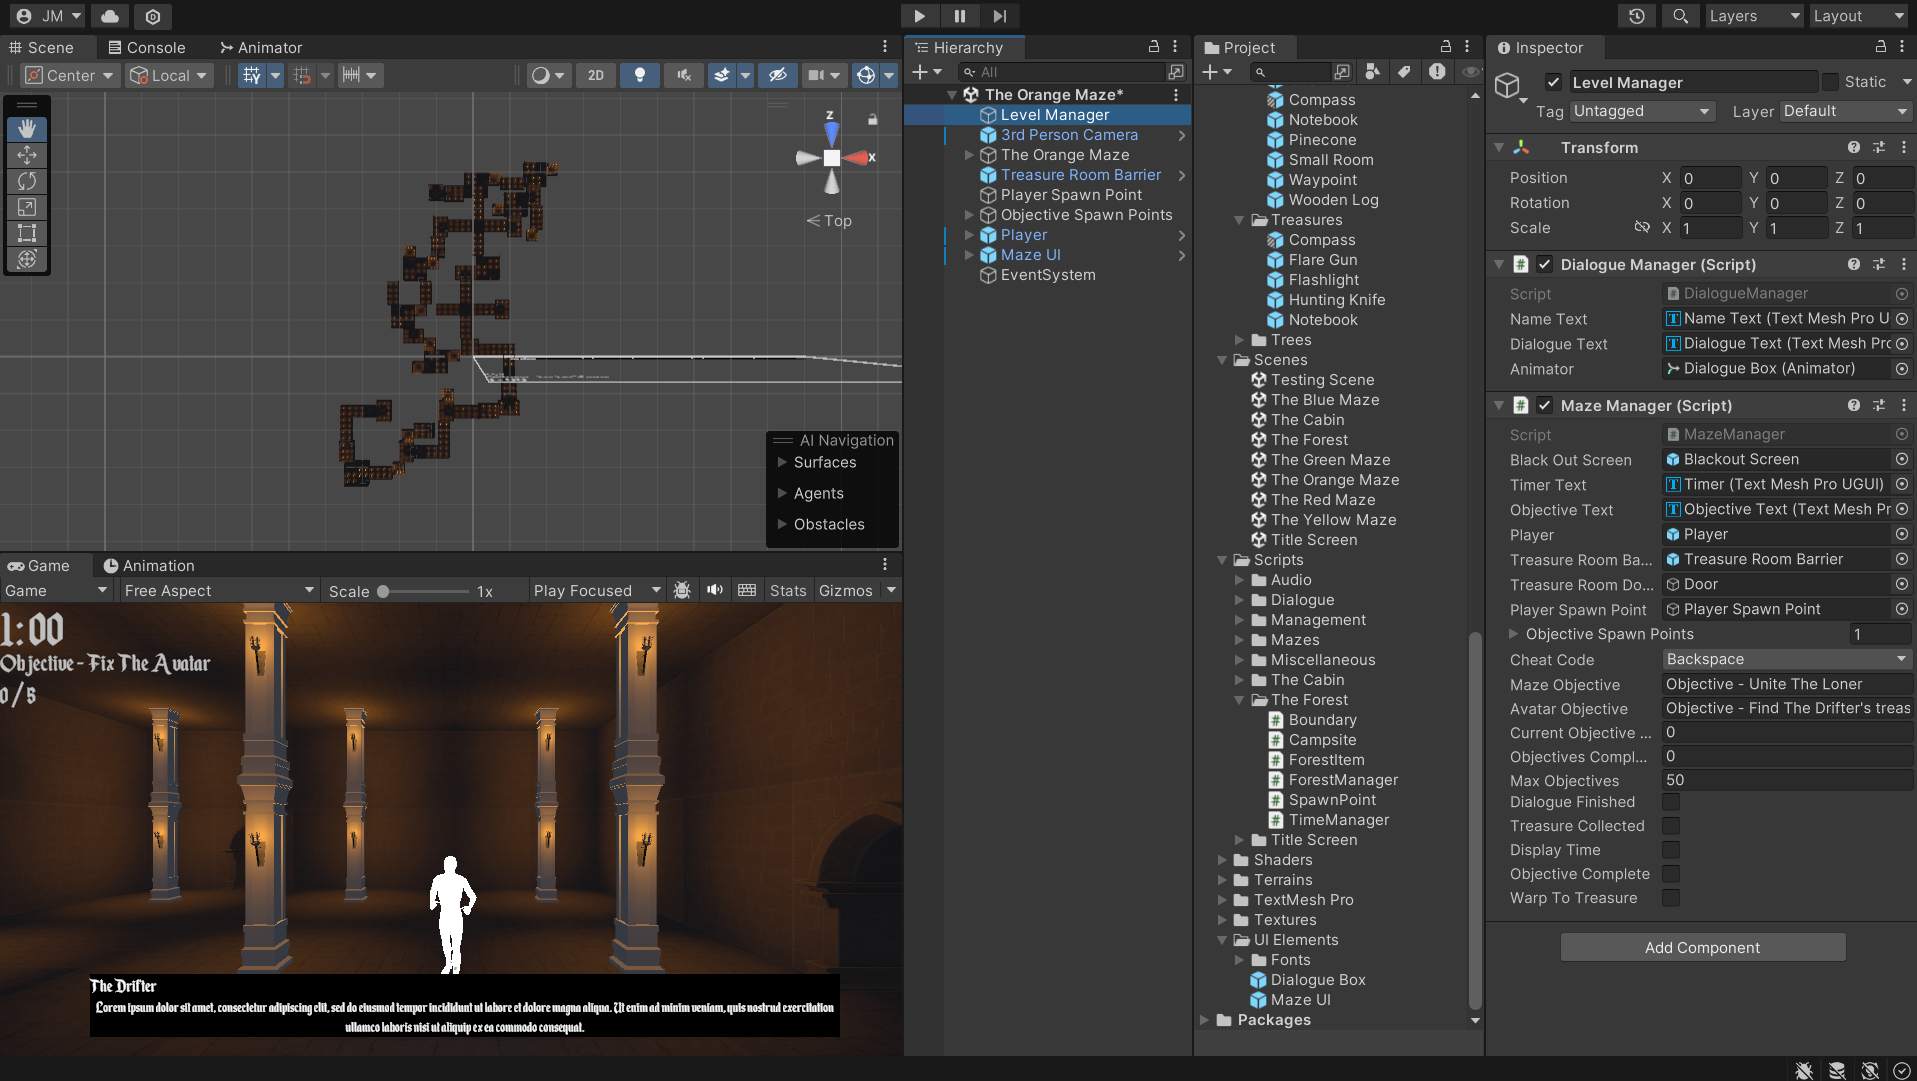 JM
Layers
Layout
Scene
Console
Animator
Center
Local
2D
z
x
Top
AI Navigation
Surfaces
Agents
Obstacles
Game
Animation
Game
Free Aspect
Scale
1x
Play Focused
Stats
Gizmos
1:00
Objective - Fix The Avatar
0/5
The Drifter
Lorem ipsum dolor sit amet, consectetur adipiscing elit, sed do eiusmod tempor incididunt ut labore et dolore magna aliqua. Ut enim ad minim veniam, quis nostrud exercitation
ullamco laboris nisi ut aliquip ex ea commodo consequat.
Hierarchy
All
The Orange Maze*
Level Manager
3rd Person Camera
The Orange Maze
Treasure Room Barrier
Player Spawn Point
Objective Spawn Points
Player
Maze UI
EventSystem
Project
Compass
Notebook
Pinecone
Small Room
Waypoint
Wooden Log
Treasures
Compass
Flare Gun
Flashlight
Hunting Knife
Notebook
Trees
Scenes
Testing Scene
The Blue Maze
The Cabin
The Forest
The Green Maze
The Orange Maze
The Red Maze
The Yellow Maze
Title Screen
Scripts
Audio
Dialogue
Management
Mazes
Miscellaneous
The Cabin
The Forest
Boundary
Campsite
ForestItem
ForestManager
SpawnPoint
TimeManager
Title Screen
Shaders
Terrains
TextMesh Pro
Textures
UI Elements
Fonts
Dialogue Box
Maze UI
Packages
Inspector
Level Manager
Static
Tag Untagged
Layer Default
Transform
Position X 0 Y 0 Z 0
Rotation X 0 Y 0 Z 0
Scale X 1 Y 1 Z 1
Dialogue Manager (Script)
Script DialogueManager
Name Text Name Text (Text Mesh Pro U
Dialogue Text Dialogue Text (Text Mesh Pro
Animator Dialogue Box (Animator)
Maze Manager (Script)
Script MazeManager
Black Out Screen Blackout Screen
Timer Text Timer (Text Mesh Pro UGUI)
Objective Text Objective Text (Text Mesh Pr
Player Player
Treasure Room Ba... Treasure Room Barrier
Treasure Room Do... Door
Player Spawn Point Player Spawn Point
Objective Spawn Points 1
Cheat Code Backspace
Maze Objective Objective - Unite The Loner
Avatar Objective Objective - Find The Drifter's treas
Current Objective ... 0
Objectives Compl... 0
Max Objectives 50
Dialogue Finished
Treasure Collected
Display Time
Objective Complete
Warp To Treasure
Add Component